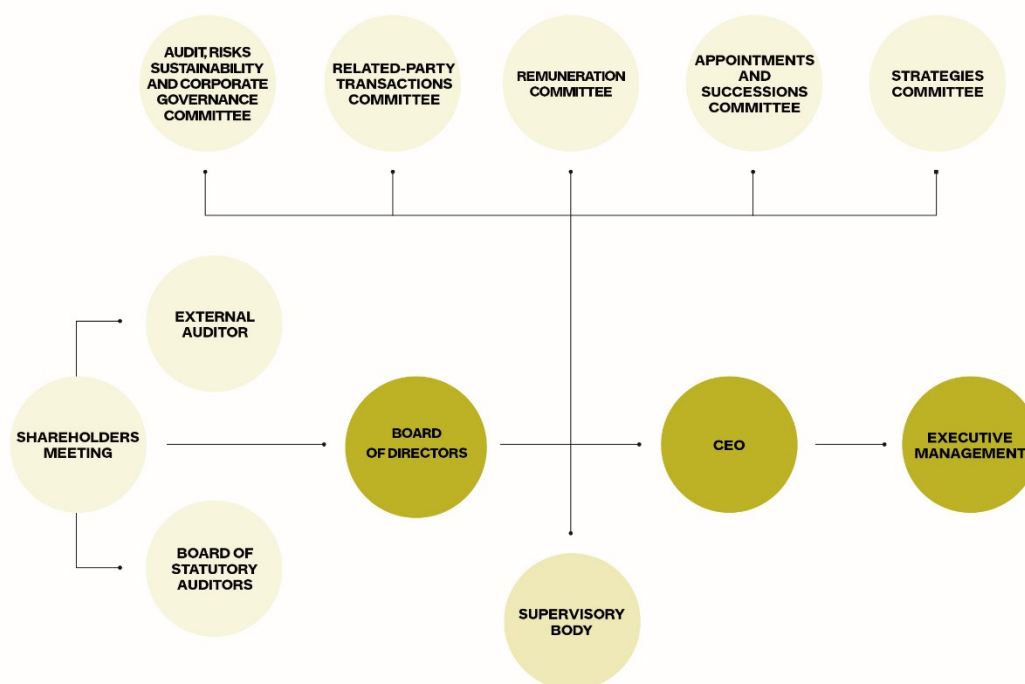 AUDIT, RISKS
SUSTAINABILITY
AND CORPORATE
GOVERNANCE
COMMITTEE
RELATED-PARTY
TRANSACTIONS
COMMITTEE
REMUNERATION
COMMITTEE
APPOINTMENTS
AND
SUCCESSIONS
COMMITTEE
STRATEGIES
COMMITTEE
EXTERNAL
AUDITOR
SHAREHOLDERS
MEETING
BOARD
OF DIRECTORS
CEO
EXECUTIVE
MANAGEMENT
BOARD OF
STATUTORY
AUDITORS
SUPERVISORY
BODY